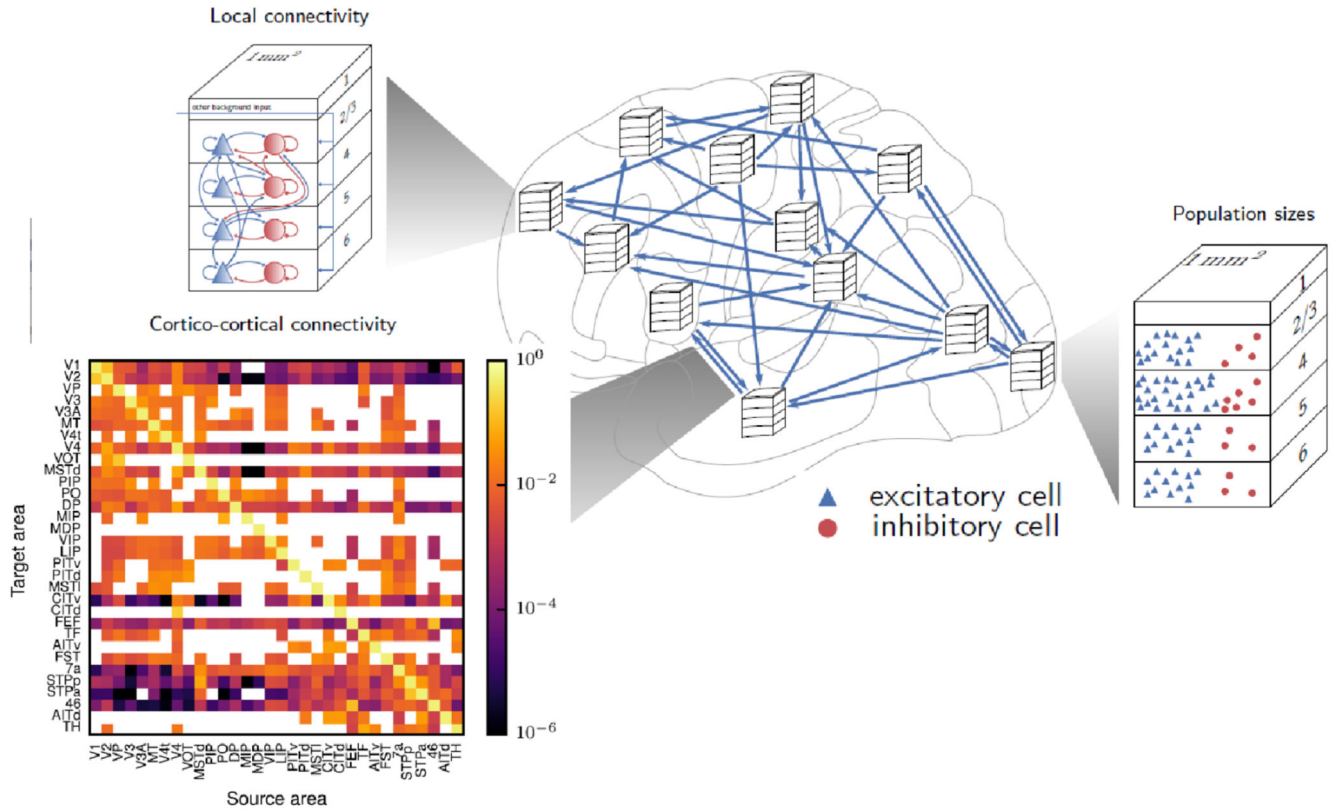 Local connectivity
1 mm²
1
other background input
2/3
4
5
6
Population sizes
1 mm²
1
2/3
4
5
6
excitatory cell
inhibitory cell
Cortico-cortical connectivity
Target area
V1
V2
VP
V3
V3A
MT
V4t
V4
VOT
MSTd
PIP
PO
DP
MIP
MDP
VIP
LIP
PITv
PITd
MSTl
CITv
CITd
FEF
TF
AITv
FST
7a
STPp
STPa
46
AITd
TH
10⁰
10⁻²
10⁻⁴
10⁻⁶
V1 V2 VP V3 V3A MT V4t V4 VOT MSTd PIP PO DP MIP MDP VIP LIP PITv PITd MSTl CITv CITd FEF TF AITv FST 7a STPp STPa 46 AITd TH
Source area